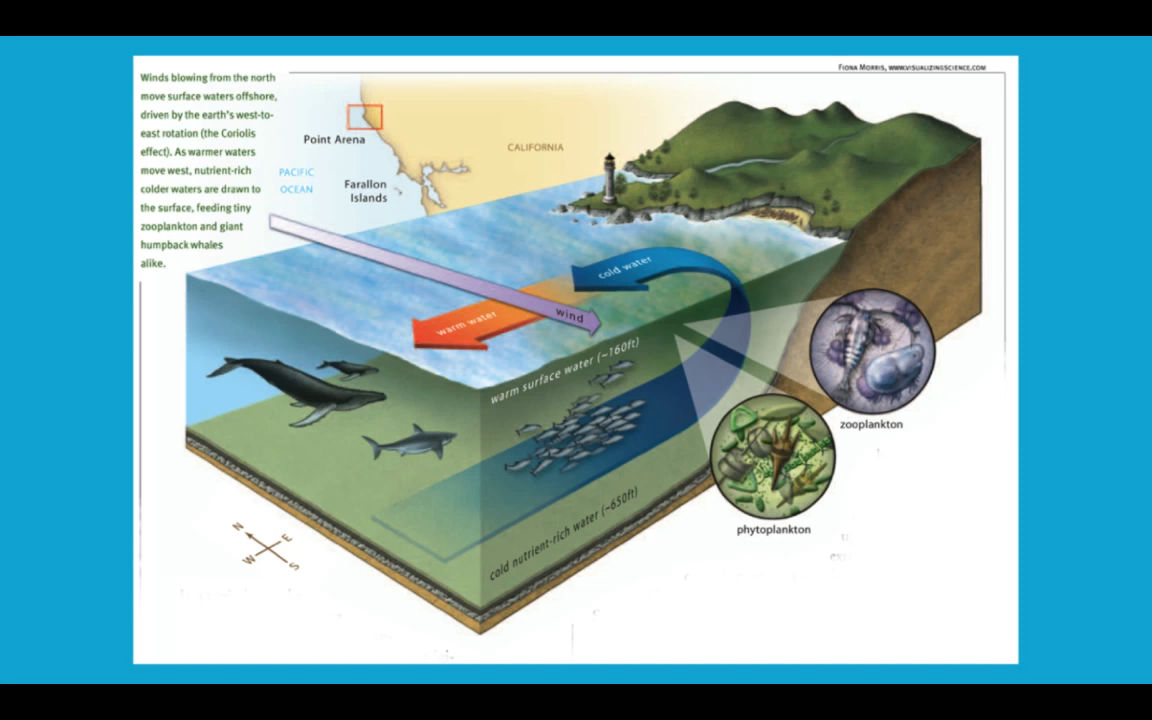 FIONA MORRIS, WWW.VISUALIZINGSCIENCE.COM
Winds blowing from the north
move surface waters offshore,
driven by the earth's west-to-
east rotation (the Coriolis
effect). As warmer waters
move west, nutrient-rich
colder waters are drawn to
the surface, feeding tiny
zooplankton and giant
humpback whales
alike.
Point Arena
CALIFORNIA
PACIFIC
OCEAN
Farallon
Islands
cold water
warm water
wind
warm surface water (~160ft)
zooplankton
phytoplankton
cold nutrient-rich water (~650ft)
N
E
W
S